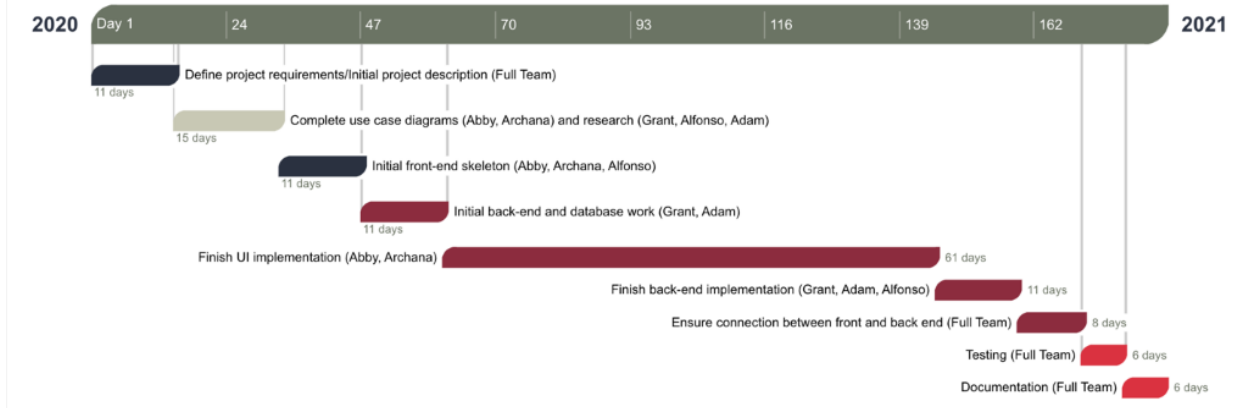 2020 Day 1 24 47 70 93 116 139 162 2021
Define project requirements/Initial project description (Full Team)
11 days
Complete use case diagrams (Abby, Archana) and research (Grant, Alfonso, Adam)
15 days
Initial front-end skeleton (Abby, Archana, Alfonso)
11 days
Initial back-end and database work (Grant, Adam)
11 days
Finish UI implementation (Abby, Archana) 61 days
Finish back-end implementation (Grant, Adam, Alfonso) 11 days
Ensure connection between front and back end (Full Team) 8 days
Testing (Full Team) 6 days
Documentation (Full Team) 6 days